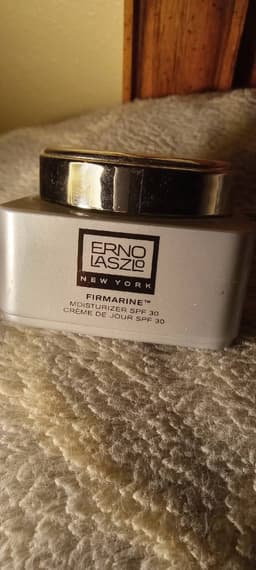 ERNO
LASZLO
NEW YORK
FIRMARINE™
MOISTURIZER SPF 30
CRÈME DE JOUR SPF 30